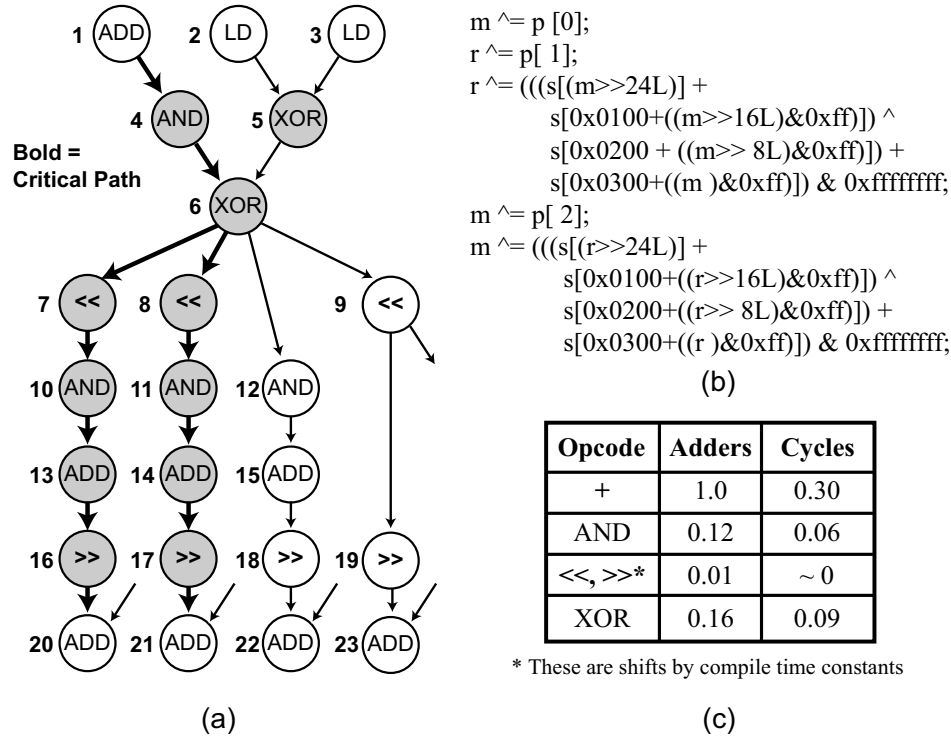 1 ADD 2 LD 3 LD
4 AND 5 XOR
Bold =
Critical Path
6 XOR
7 << 8 << 9 <<
10 AND 11 AND 12 AND
13 ADD 14 ADD 15 ADD
16 >> 17 >> 18 >> 19 >>
20 ADD 21 ADD 22 ADD 23 ADD
(a)
m ^= p [0];
r ^= p[ 1];
r ^= (((s[(m>>24L)] +
s[0x0100+((m>>16L)&0xff)]) ^
s[0x0200 + ((m>> 8L)&0xff)]) +
s[0x0300+((m )&0xff)]) & 0xffffffff;
m ^= p[ 2];
m ^= (((s[(r>>24L)] +
s[0x0100+((r>>16L)&0xff)]) ^
s[0x0200+((r>> 8L)&0xff)]) +
s[0x0300+((r )&0xff)]) & 0xffffffff;
(b)
Opcode Adders Cycles
+ 1.0 0.30
AND 0.12 0.06
<<, >>* 0.01 ~ 0
XOR 0.16 0.09
* These are shifts by compile time constants
(c)